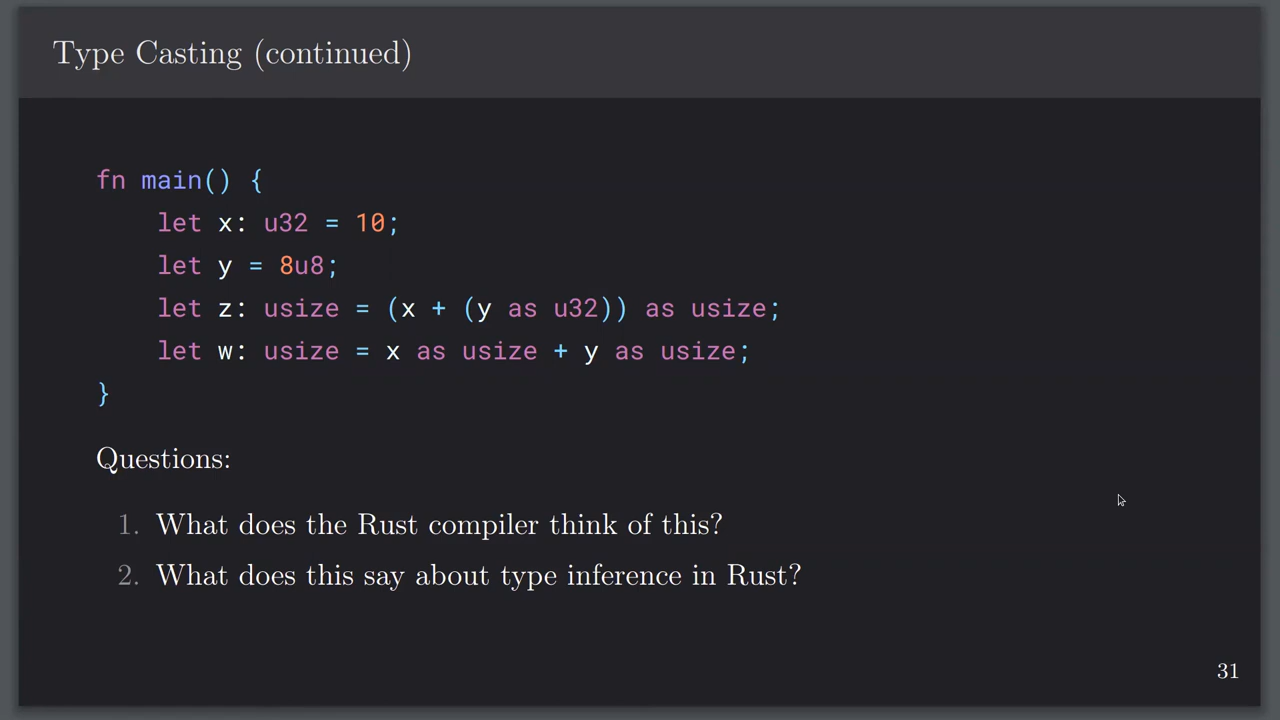 Type Casting (continued)
fn main() {
    let x: u32 = 10;
    let y = 8u8;
    let z: usize = (x + (y as u32)) as usize;
    let w: usize = x as usize + y as usize;
}
Questions:
1. What does the Rust compiler think of this?
2. What does this say about type inference in Rust?
31